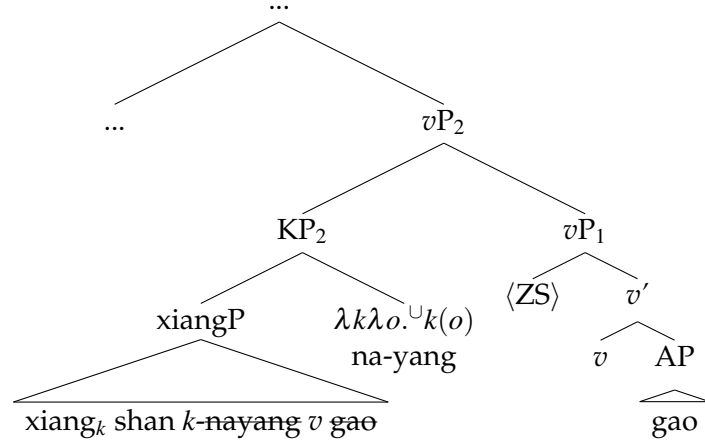 ...
... vP₂
KP₂ vP₁
xiangP λkλo.∪k(o) ⟨ZS⟩ v′
na-yang v AP
xiangₖ shan k-nayang v gao gao